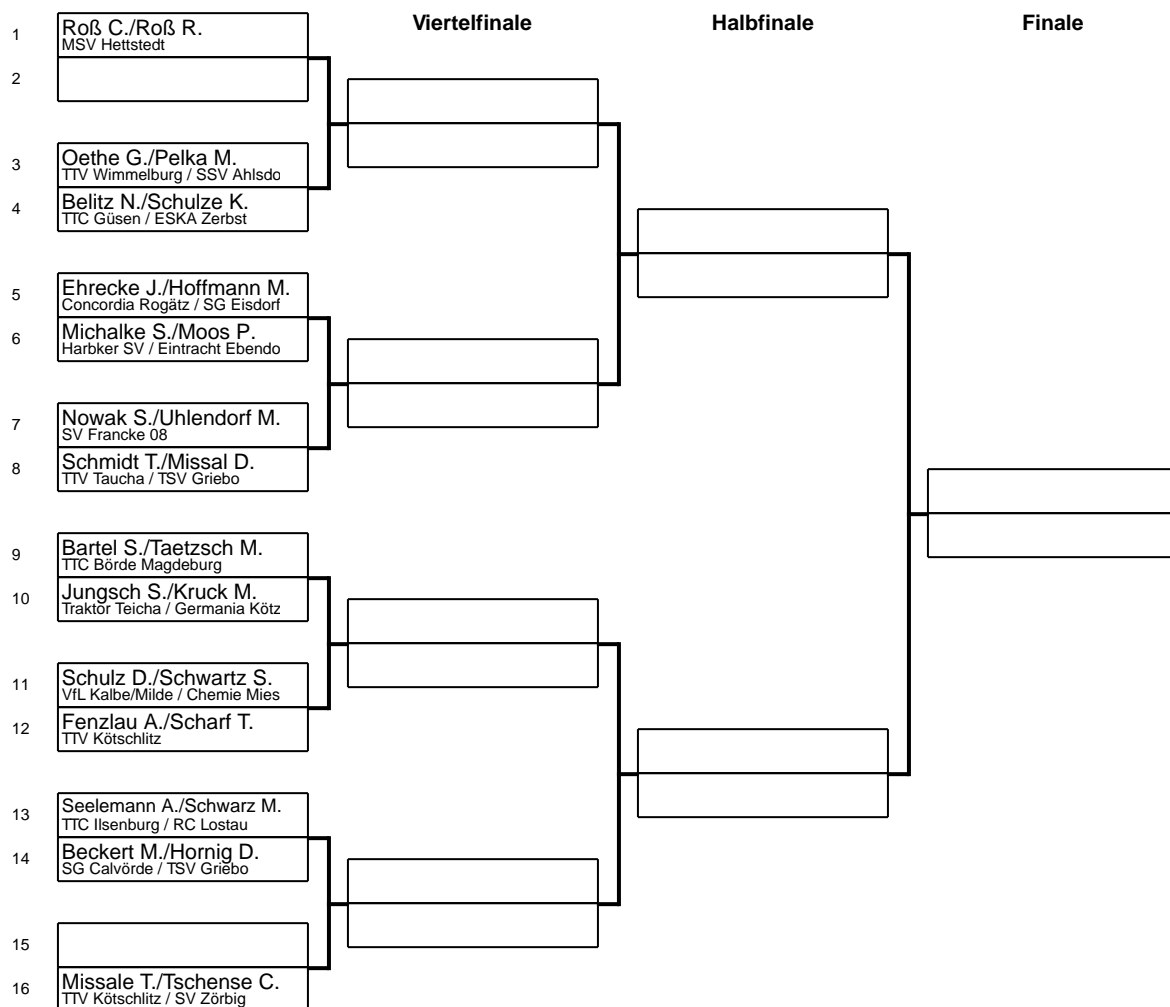 Viertelfinale Halbfinale Finale
1 Roß C./Roß R.
MSV Hettstedt
2
3 Oethe G./Pelka M.
TTV Wimmelburg / SSV Ahlsdo
4 Belitz N./Schulze K.
TTC Güsen / ESKA Zerbst
5 Ehrecke J./Hoffmann M.
Concordia Rogätz / SG Eisdorf
6 Michalke S./Moos P.
Harbker SV / Eintracht Ebendo
7 Nowak S./Uhlendorf M.
SV Francke 08
8 Schmidt T./Missal D.
TTV Taucha / TSV Griebo
9 Bartel S./Taetzsch M.
TTC Börde Magdeburg
10 Jungsch S./Kruck M.
Traktor Teicha / Germania Kötz
11 Schulz D./Schwartz S.
VfL Kalbe/Milde / Chemie Mies
12 Fenzlau A./Scharf T.
TTV Kötschlitz
13 Seelemann A./Schwarz M.
TTC Ilsenburg / RC Lostau
14 Beckert M./Hornig D.
SG Calvörde / TSV Griebo
15
16 Missale T./Tschense C.
TTV Kötschlitz / SV Zörbig